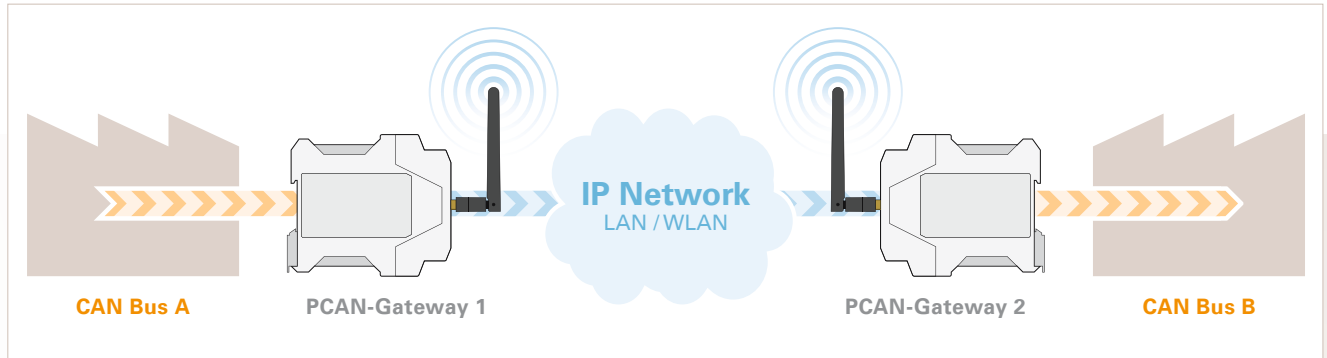 IP Network
LAN / WLAN
CAN Bus A
PCAN-Gateway 1
PCAN-Gateway 2
CAN Bus B